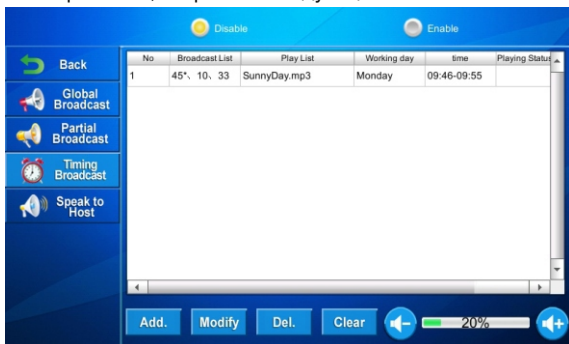 Disable
Enable
Back
Global
Broadcast
Partial
Broadcast
Timing
Broadcast
Speak to
Host
No Broadcast List Play List Working day time Playing Status
1 45*、10、33 SunnyDay.mp3 Monday 09:46-09:55
Add. Modify Del. Clear 20%